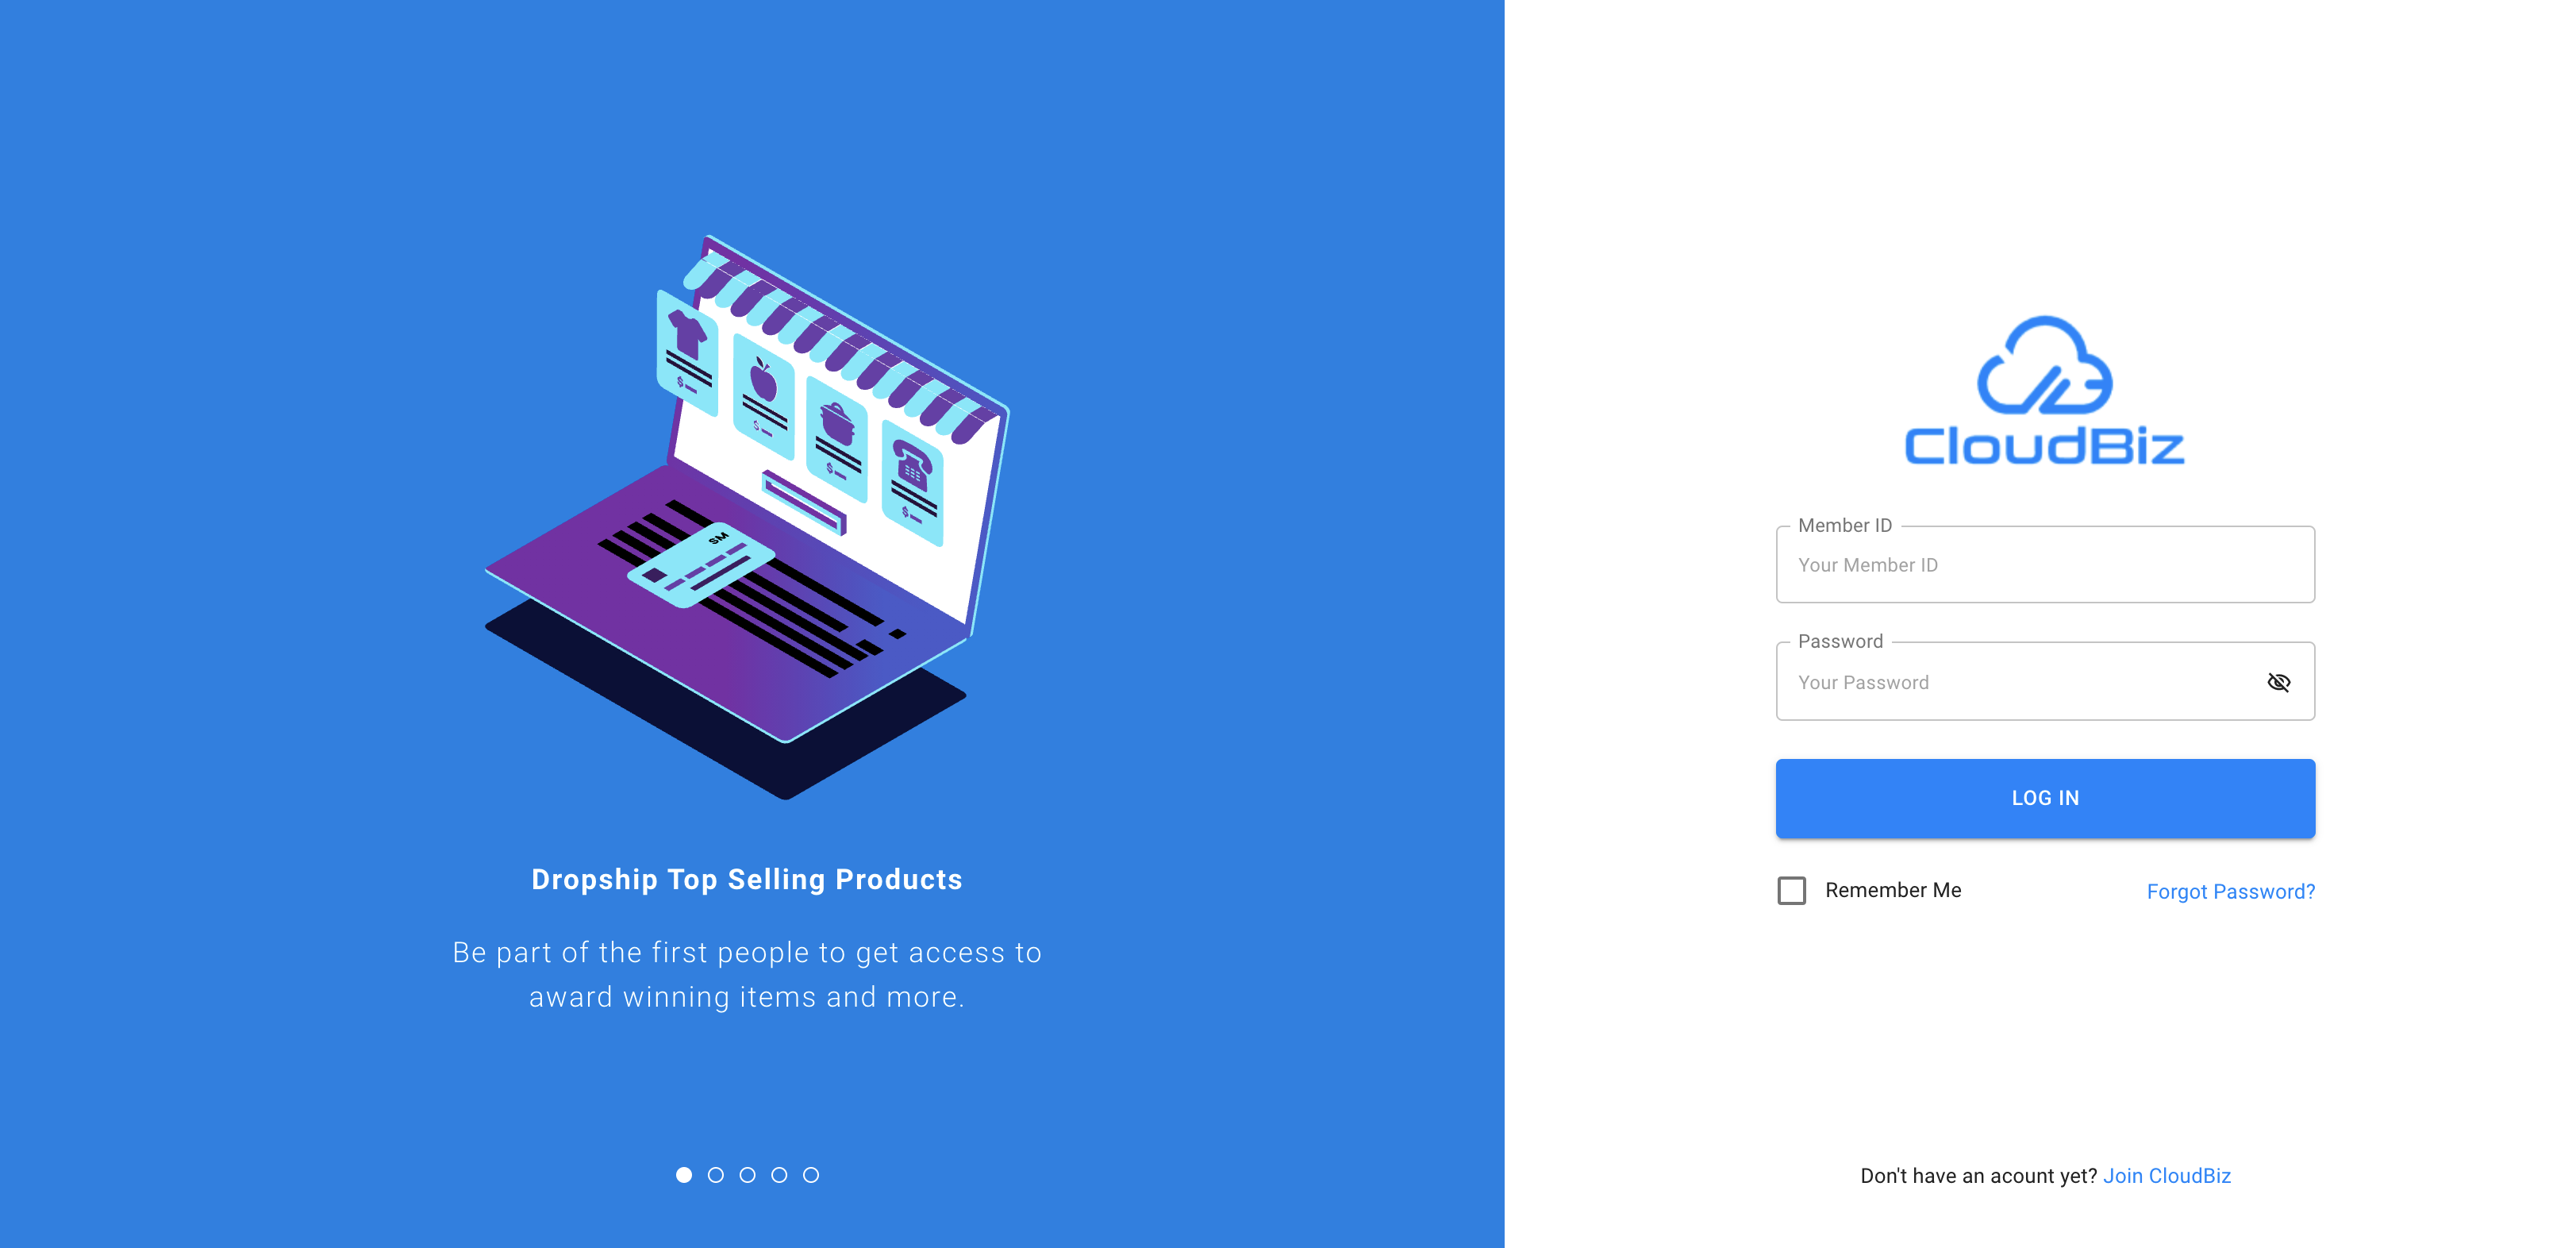 SM
$
$
$
$
Dropship Top Selling Products
Be part of the first people to get access to
award winning items and more.
CloudBiz
Member ID
Your Member ID
Password
Your Password
LOG IN
Remember Me
Forgot Password?
Don't have an acount yet? Join CloudBiz